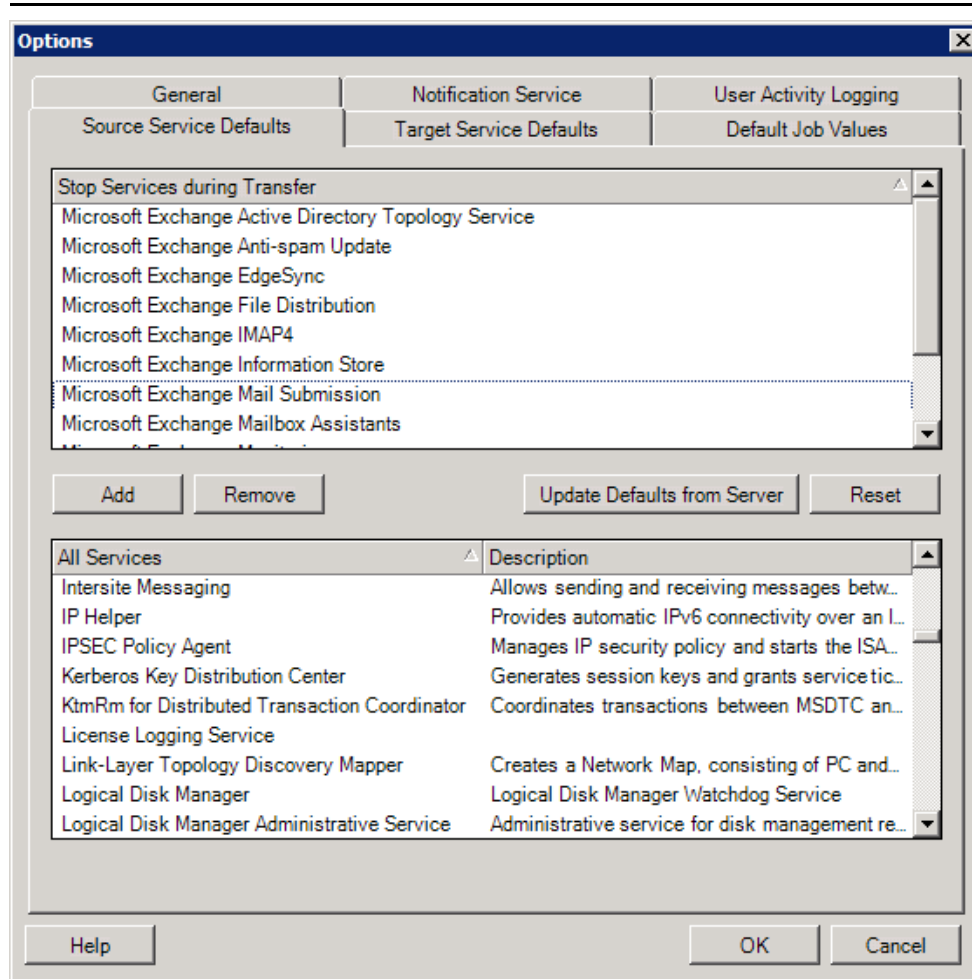 Options
General
Notification Service
User Activity Logging
Source Service Defaults
Target Service Defaults
Default Job Values
Stop Services during Transfer
Microsoft Exchange Active Directory Topology Service
Microsoft Exchange Anti-spam Update
Microsoft Exchange EdgeSync
Microsoft Exchange File Distribution
Microsoft Exchange IMAP4
Microsoft Exchange Information Store
Microsoft Exchange Mail Submission
Microsoft Exchange Mailbox Assistants
Add
Remove
Update Defaults from Server
Reset
All Services Description
Intersite Messaging Allows sending and receiving messages betw...
IP Helper Provides automatic IPv6 connectivity over an I...
IPSEC Policy Agent Manages IP security policy and starts the ISA...
Kerberos Key Distribution Center Generates session keys and grants service tic...
KtmRm for Distributed Transaction Coordinator Coordinates transactions between MSDTC an...
License Logging Service
Link-Layer Topology Discovery Mapper Creates a Network Map, consisting of PC and...
Logical Disk Manager Logical Disk Manager Watchdog Service
Logical Disk Manager Administrative Service Administrative service for disk management re...
Help
OK
Cancel